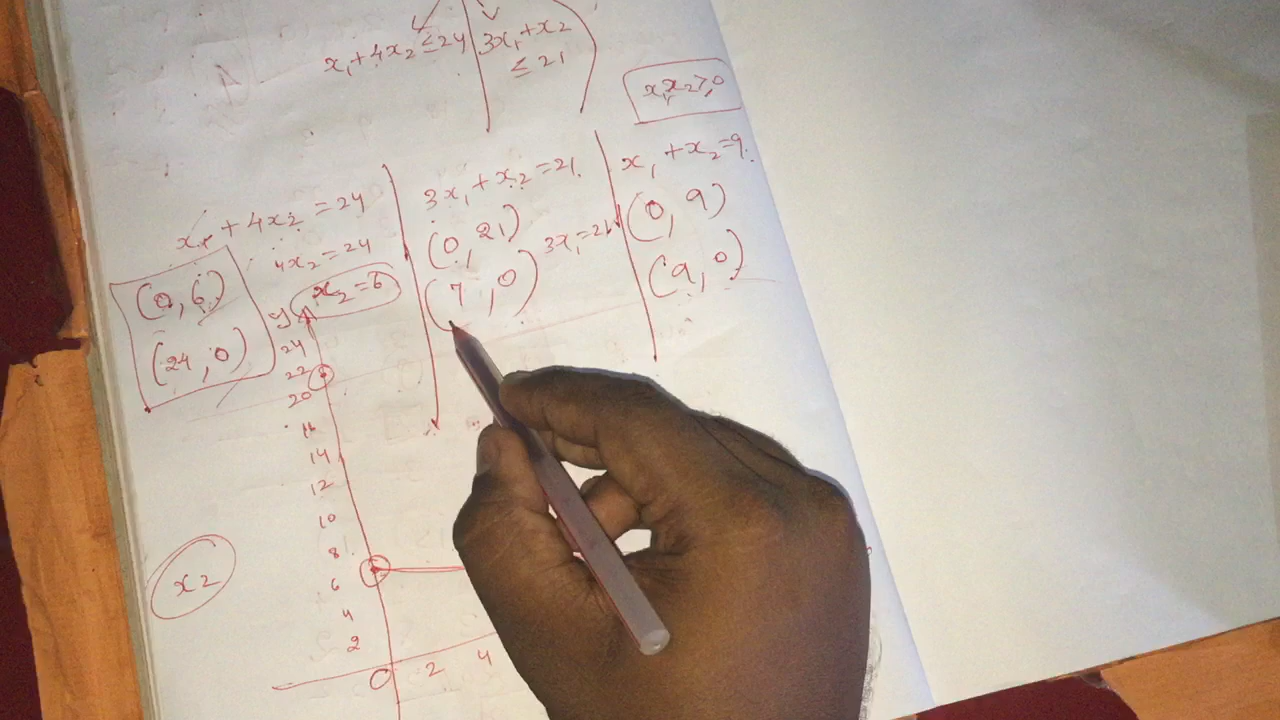 x₁+4x₂ ≤24
3x₁+x₂
≤ 21
x₁,x₂≥0
x₁ + 4x₂ = 24
4x₂ = 24
x₂ = 6
(0, 6)
(24, 0)
3x₁ + x₂ = 21
(0, 21)
3x₁ = 21
(7, 0)
x₁ + x₂ = 9
(0, 9)
(9, 0)
y
24
22
20
16
14
12
10
8
6
4
2
x2
0 2 4